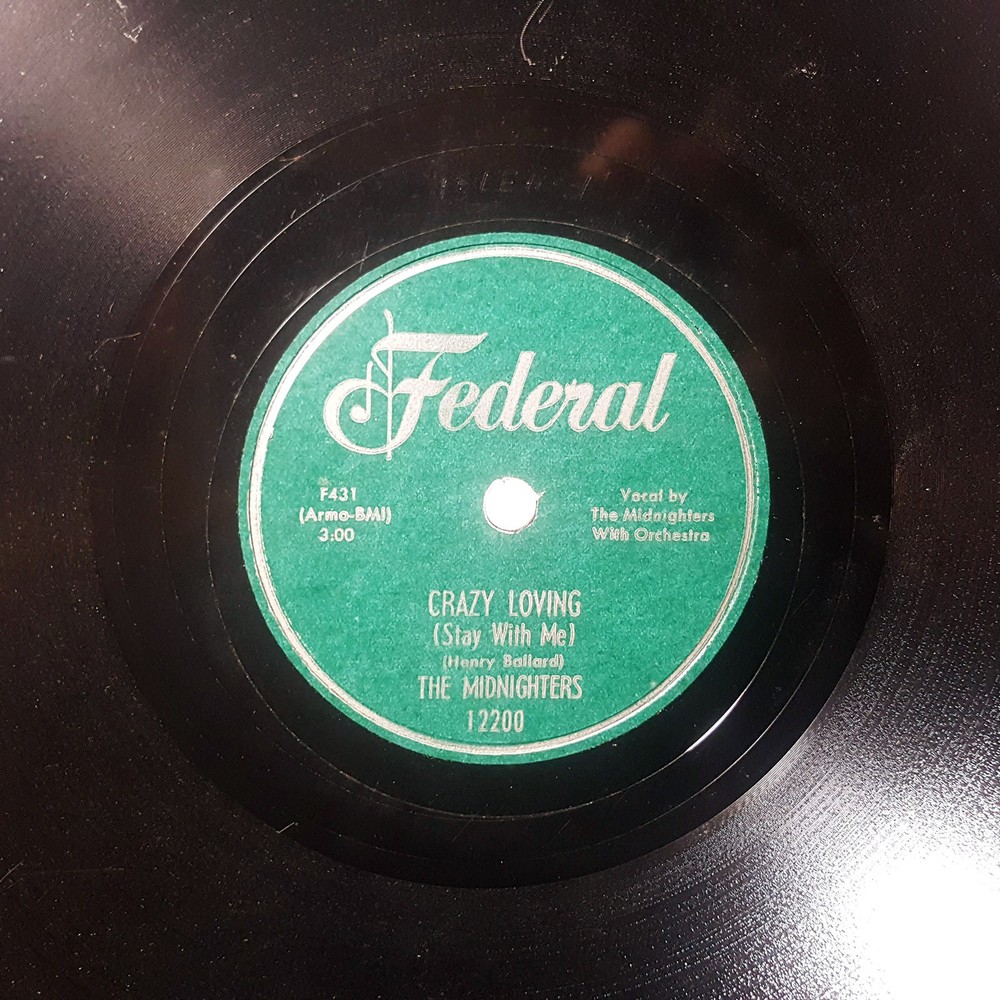 Federal
F431
(Armo-BMI)
3:00
Vocal by
The Midnighters
With Orchestra
CRAZY LOVING
(Stay With Me)
(Henry Ballard)
THE MIDNIGHTERS
12200